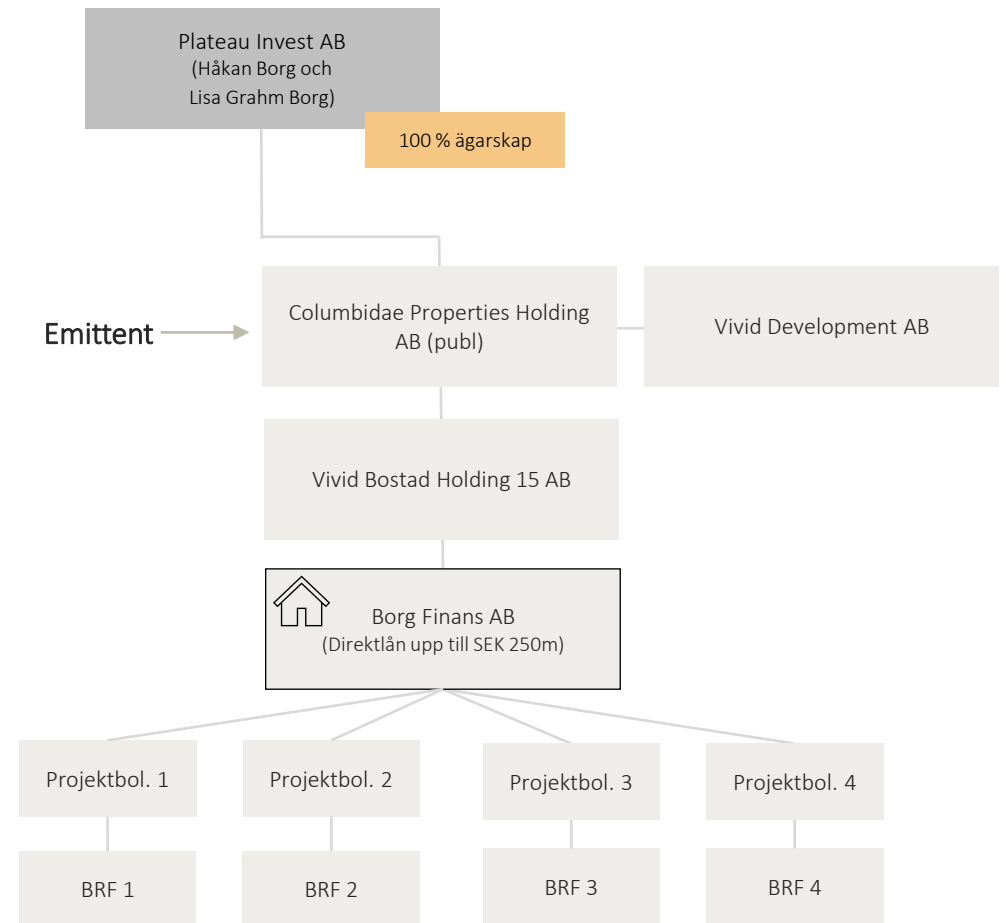 Plateau Invest AB
(Håkan Borg och
Lisa Grahm Borg)
100 % ägarskap
Emittent
Columbidae Properties Holding
AB (publ)
Vivid Development AB
Vivid Bostad Holding 15 AB
Borg Finans AB
(Direktlån upp till SEK 250m)
Projektbol. 1
Projektbol. 2
Projektbol. 3
Projektbol. 4
BRF 1
BRF 2
BRF 3
BRF 4